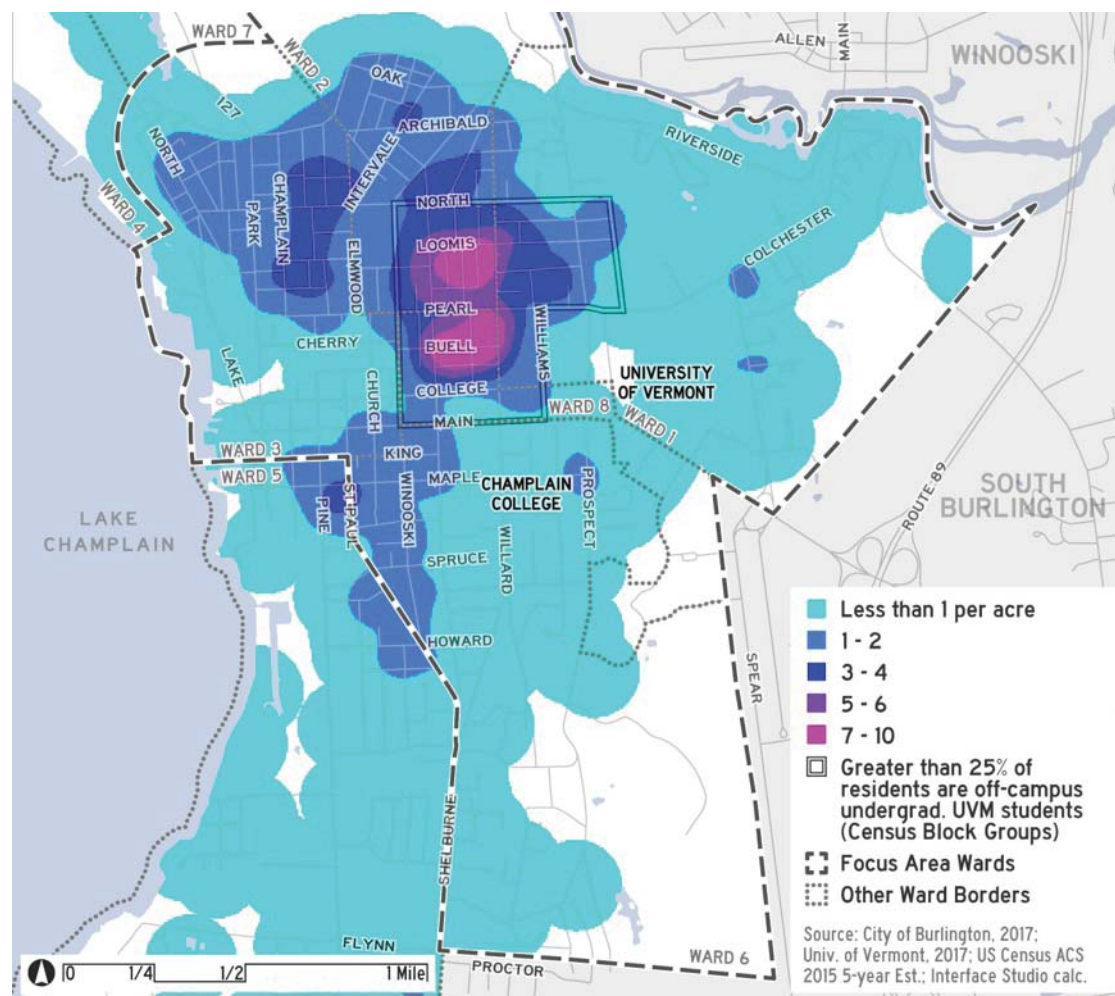 WARD 7
WARD 2
ALLEN
MAIN
WINOOSKI
OAK
127
ARCHIBALD
NORTH
RIVERSIDE
INTERVALE
CHAMPLAIN
PARK
WARD 4
NORTH
LOOMIS
COLCHESTER
ELMWOOD
PEARL
WILLIAMS
CHERRY
BUELL
LAKE
CHURCH
COLLEGE
UNIVERSITY
OF VERMONT
MAIN
WARD 8
WARD 1
WARD 3
WARD 5
KING
MAPLE
WINOOSKI
CHAMPLAIN
COLLEGE
PROSPECT
ST. PAUL
PINE
SOUTH
BURLINGTON
ROUTE 89
LAKE
CHAMPLAIN
SPRUCE
WILLARD
HOWARD
SPEAR
SHELBURNE
Less than 1 per acre
1 - 2
3 - 4
5 - 6
7 - 10
Greater than 25% of
residents are off-campus
undergrad. UVM students
(Census Block Groups)
Focus Area Wards
Other Ward Borders
Source: City of Burlington, 2017;
Univ. of Vermont, 2017; US Census ACS
2015 5-year Est.; Interface Studio calc.
FLYNN
PROCTOR
WARD 6
0 1/4 1/2 1 Mile